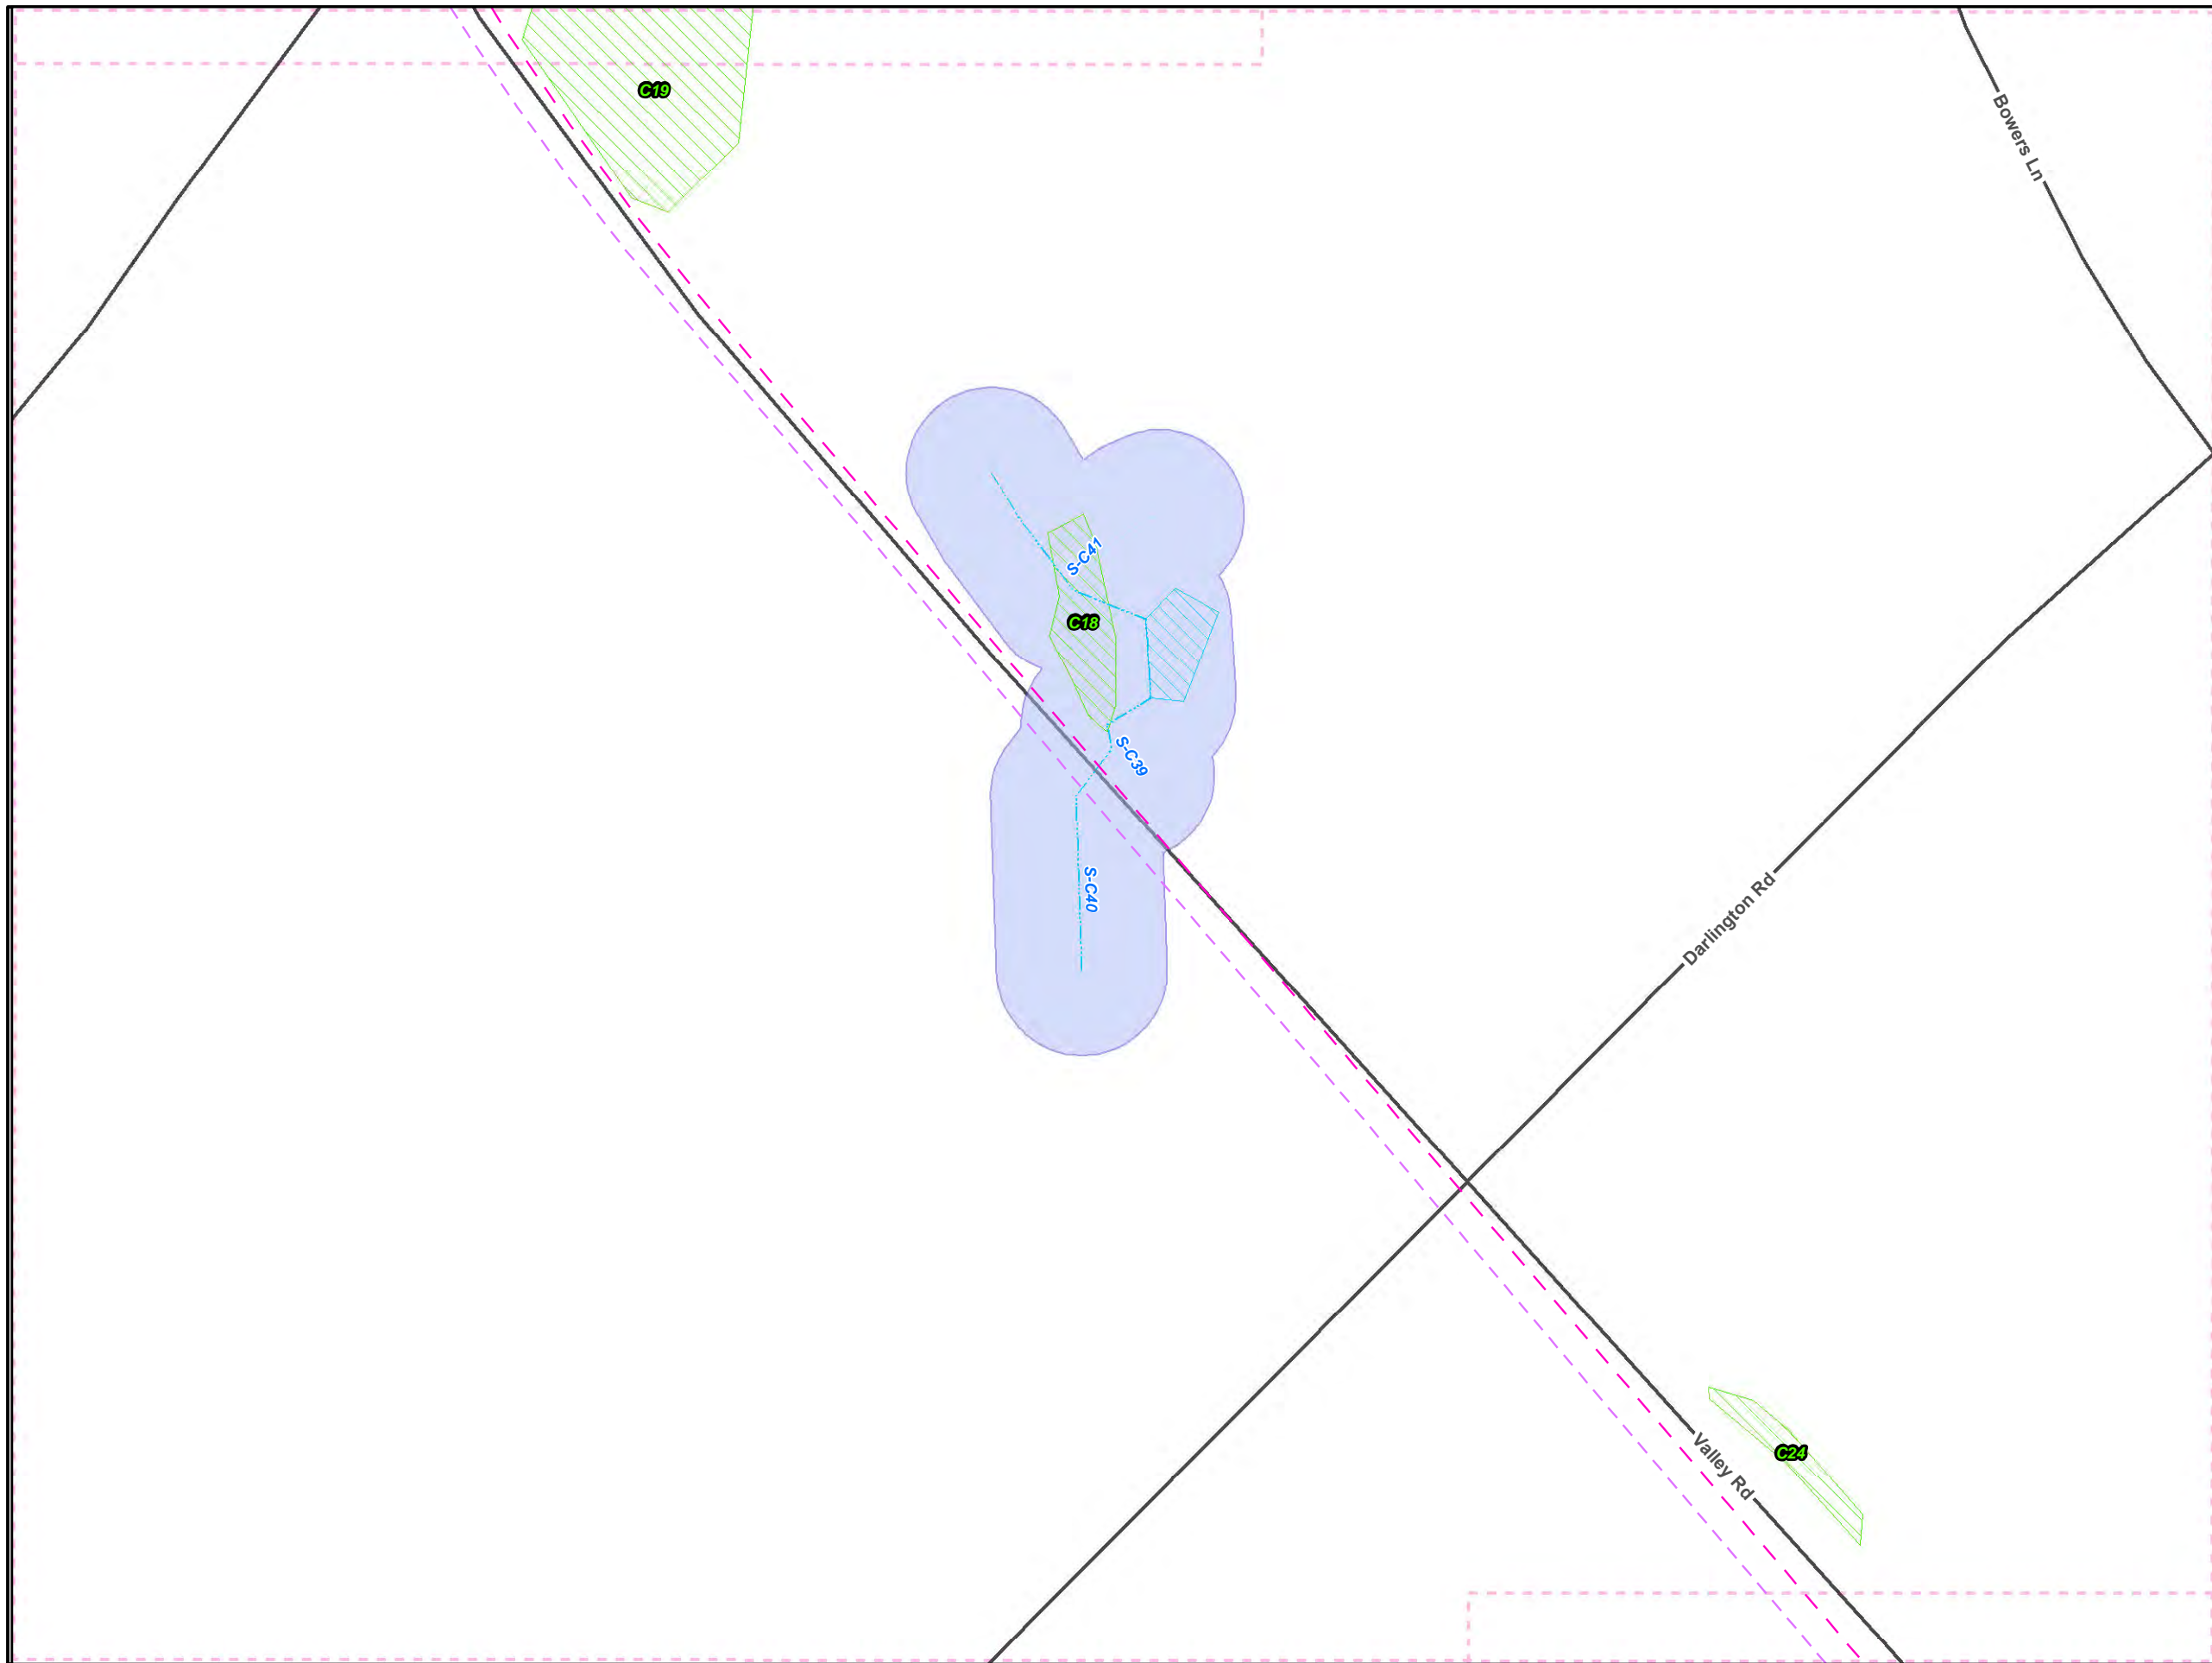 C19
Bowers Ln
S-C41
C18
S-C39
S-C40
Darlington Rd
Valley Rd
C24